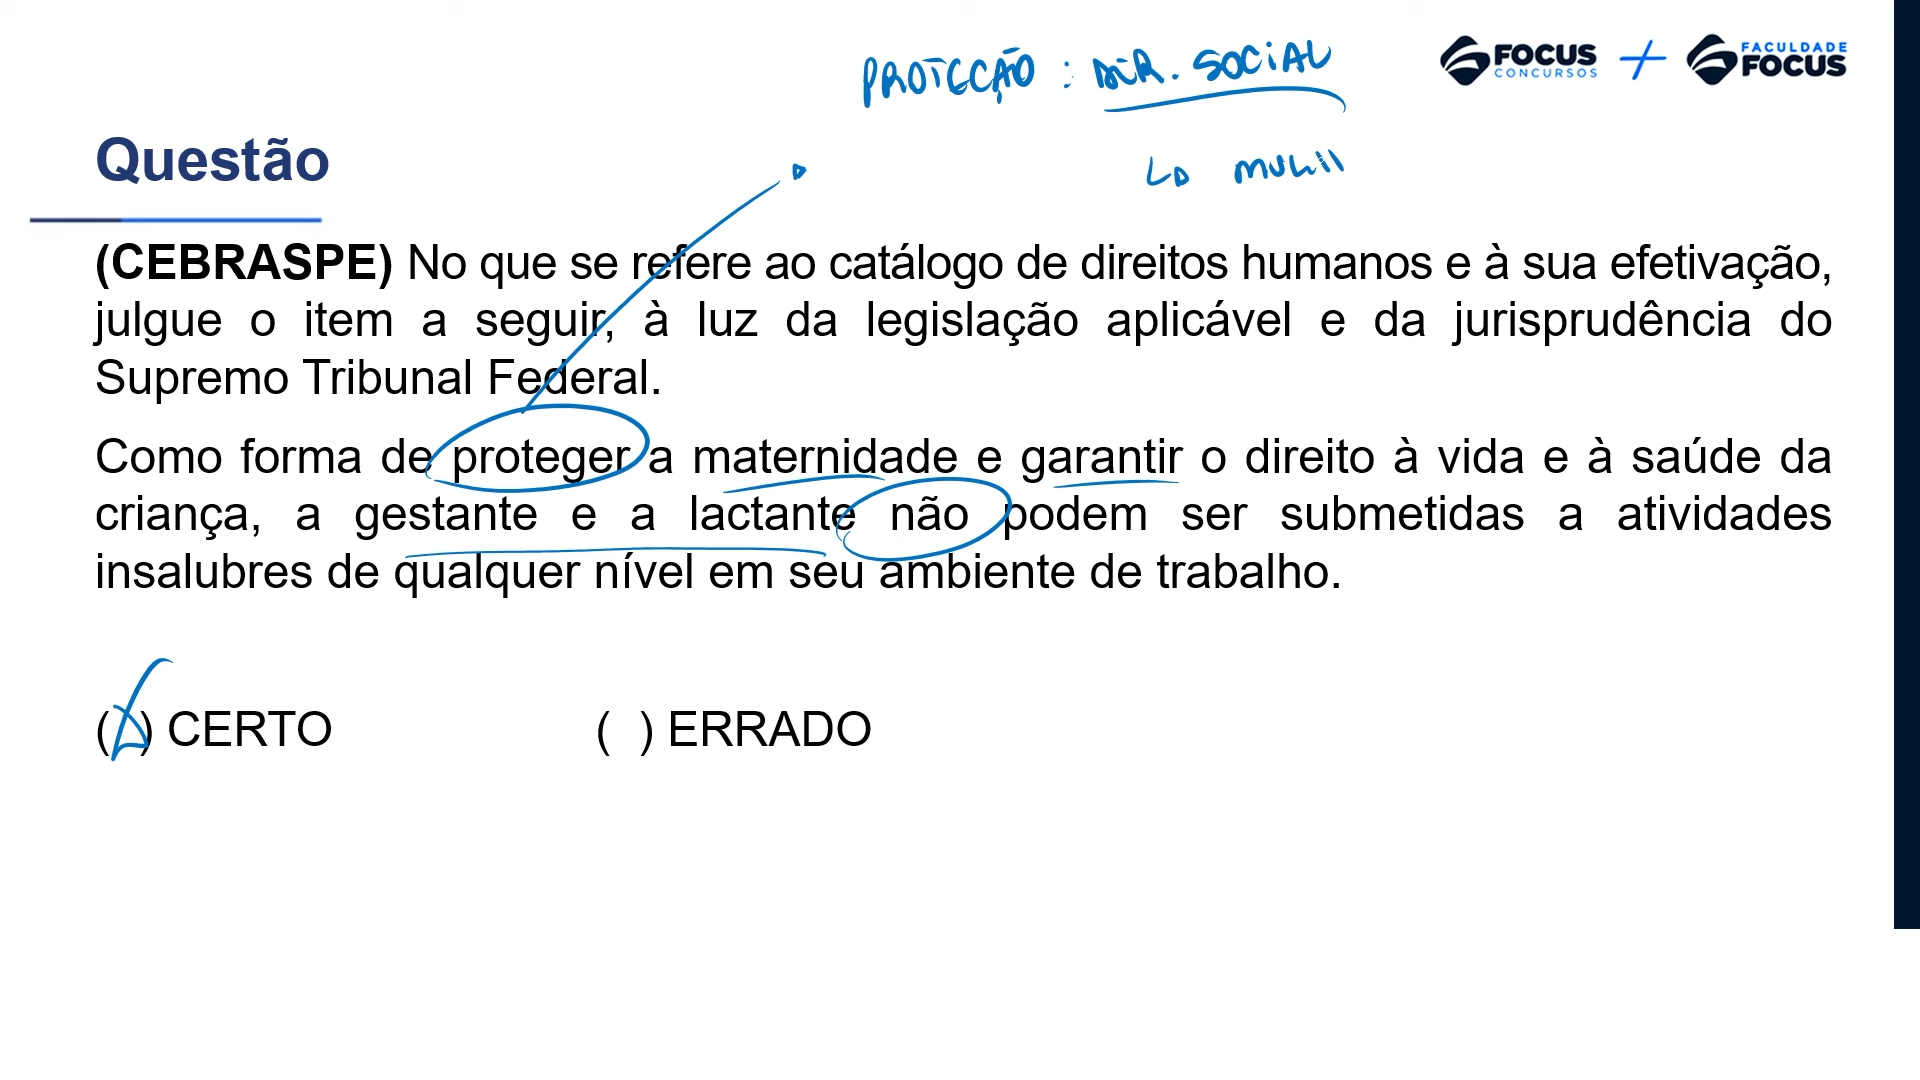 PROTEÇÃO : DIR. SOCIAL
FOCUS CONCURSOS + FACULDADE FOCUS
Questão
(CEBRASPE) No que se refere ao catálogo de direitos humanos e à sua efetivação,
julgue o item a seguir, à luz da legislação aplicável e da jurisprudência do
Supremo Tribunal Federal.
Como forma de proteger a maternidade e garantir o direito à vida e à saúde da
criança, a gestante e a lactante não podem ser submetidas a atividades
insalubres de qualquer nível em seu ambiente de trabalho.
( ) CERTO ( ) ERRADO